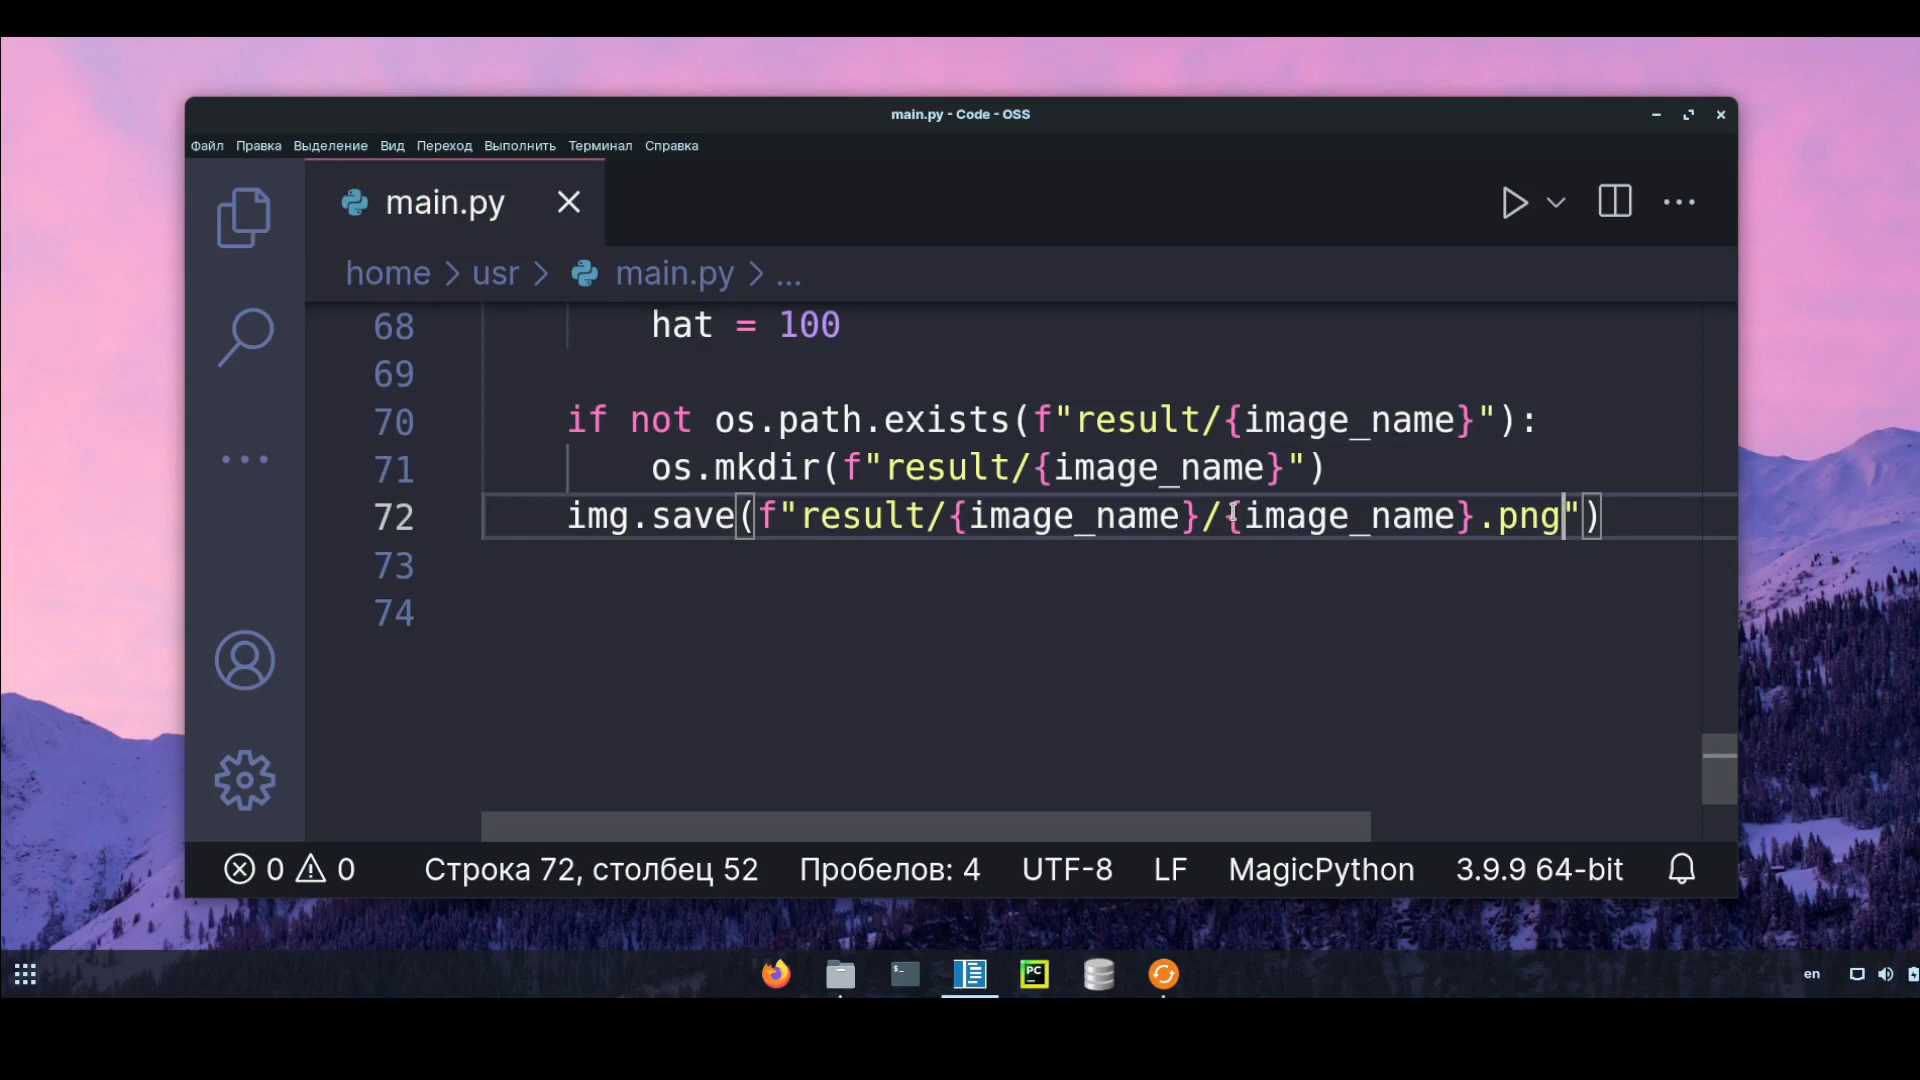 main.py - Code - OSS
Файл Правка Выделение Вид Переход Выполнить Терминал Справка
main.py
home > usr > main.py > ...
68 hat = 100
69
70 if not os.path.exists(f"result/{image_name}"):
71 os.mkdir(f"result/{image_name}")
72 img.save(f"result/{image_name}/{image_name}.png")
73
74
0 0 Строка 72, столбец 52 Пробелов: 4 UTF-8 LF MagicPython 3.9.9 64-bit
PC
en